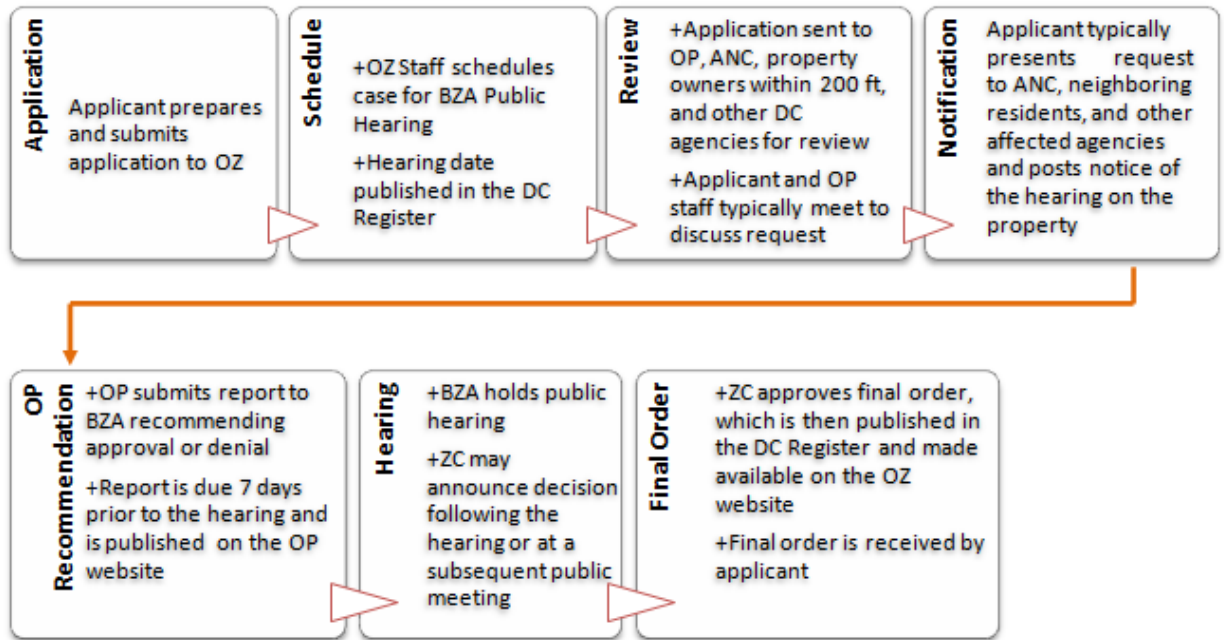 Application
Applicant prepares
and submits
application to OZ
Schedule
+OZ Staff schedules
case for BZA Public
Hearing
+Hearing date
published in the DC
Register
Review
+Application sent to
OP, ANC, property
owners within 200 ft,
and other DC
agencies for review
+Applicant and OP
staff typically meet to
discuss request
Notification
Applicant typically
presents request
to ANC, neighboring
residents, and other
affected agencies
and posts notice of
the hearing on the
property
OP
Recommendation
+OP submits report to
BZA recommending
approval or denial
+Report is due 7 days
prior to the hearing and
is published on the OP
website
Hearing
+BZA holds public
hearing
+ZC may
announce decision
following the
hearing or at a
subsequent public
meeting
Final Order
+ZC approves final order,
which is then published in
the DC Register and made
available on the OZ
website
+Final order is received by
applicant